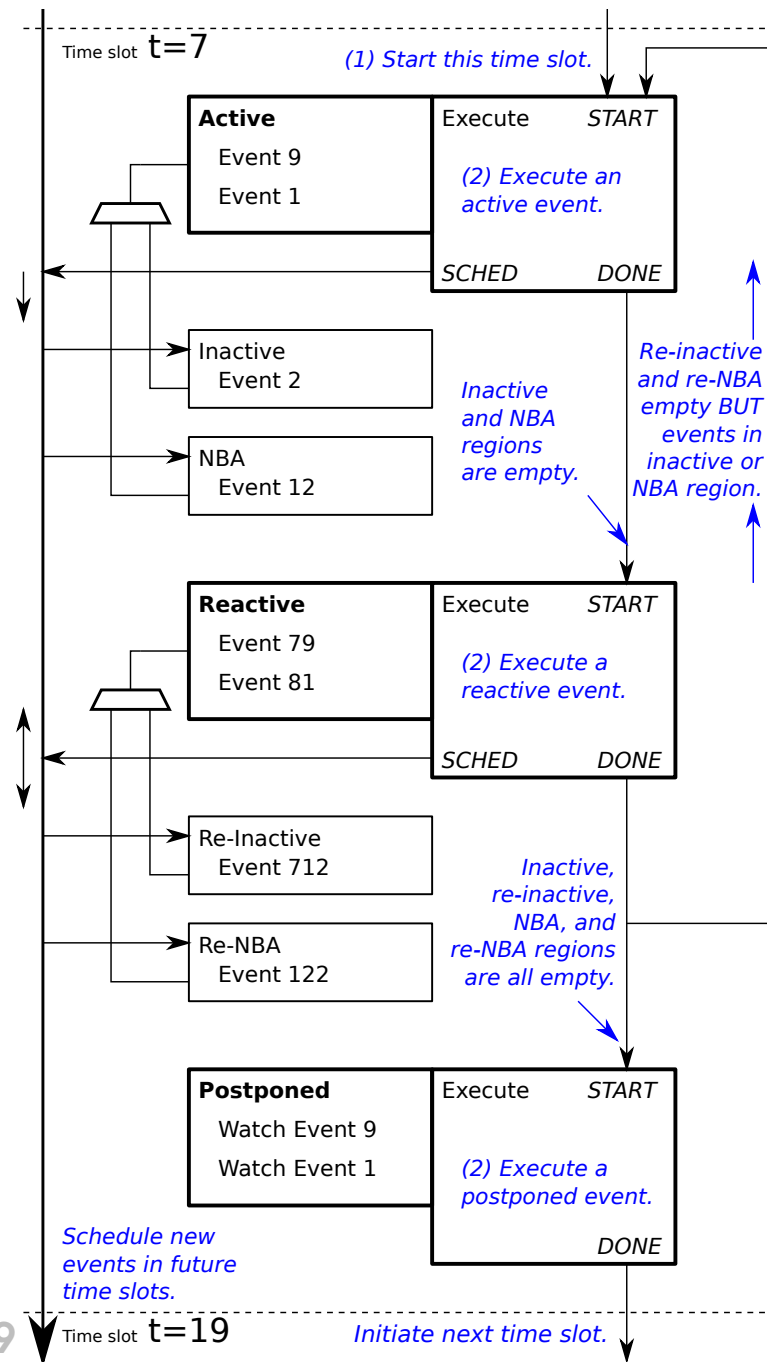 Time slot t=7
(1) Start this time slot.
Active
Event 9
Event 1
Execute START
(2) Execute an
active event.
SCHED DONE
Inactive
Event 2
NBA
Event 12
Inactive
and NBA
regions
are empty.
Re-inactive
and re-NBA
empty BUT
events in
inactive or
NBA region.
Reactive
Event 79
Event 81
Execute START
(2) Execute a
reactive event.
SCHED DONE
Re-Inactive
Event 712
Re-NBA
Event 122
Inactive,
re-inactive,
NBA, and
re-NBA regions
are all empty.
Postponed
Watch Event 9
Watch Event 1
Execute START
(2) Execute a
postponed event.
DONE
Schedule new
events in future
time slots.
9
Time slot t=19
Initiate next time slot.